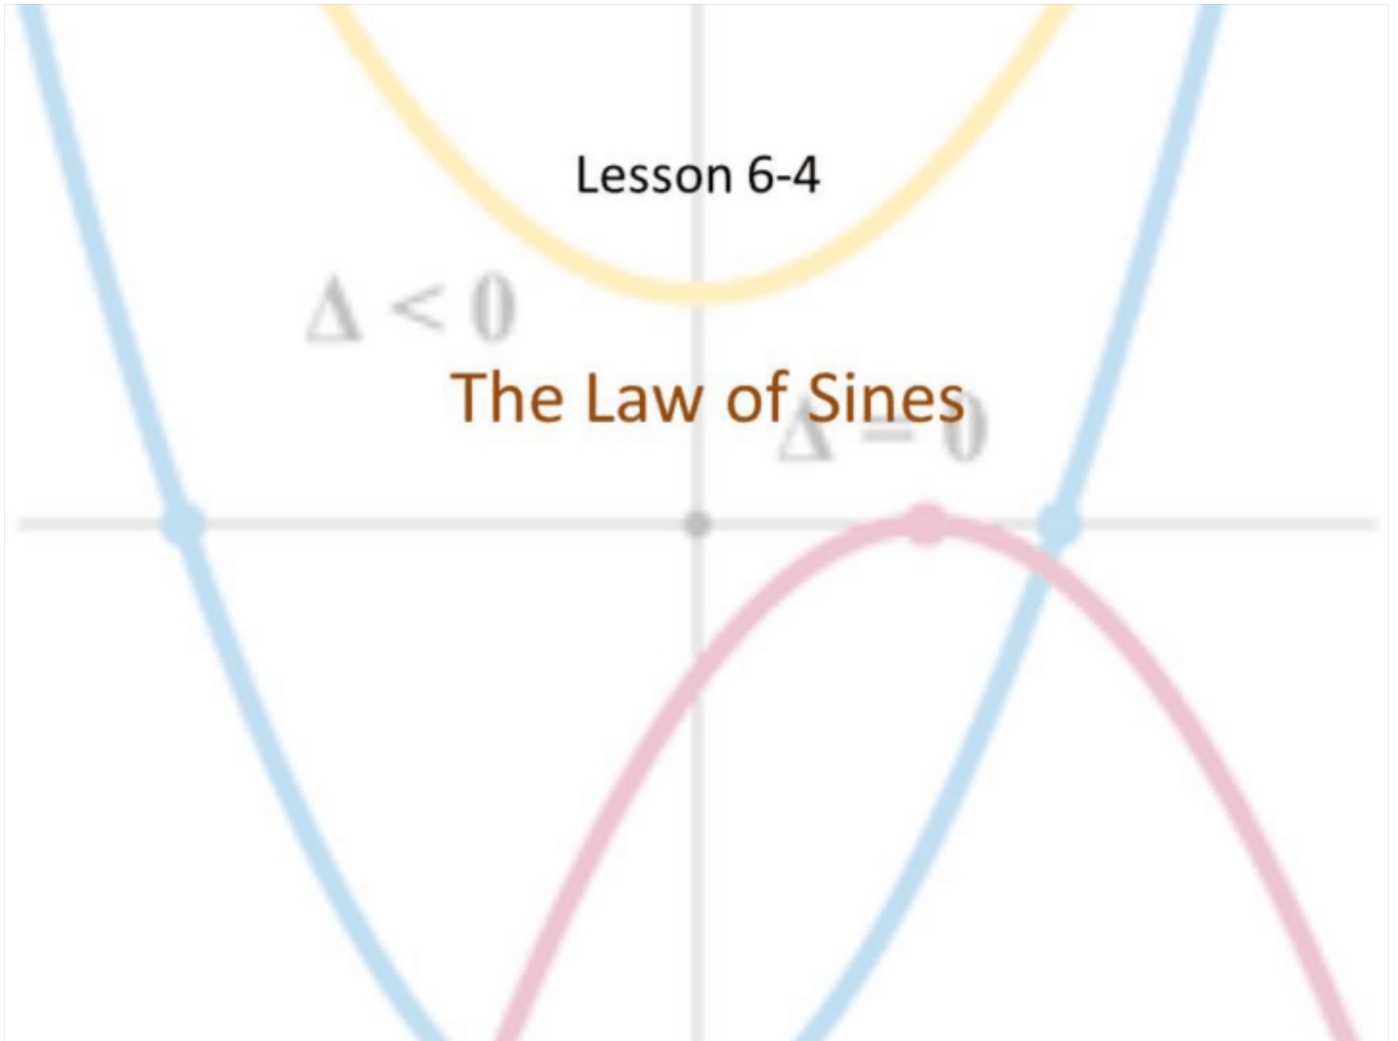 Lesson 6-4
Δ < 0
The Law of Sines
Δ = 0